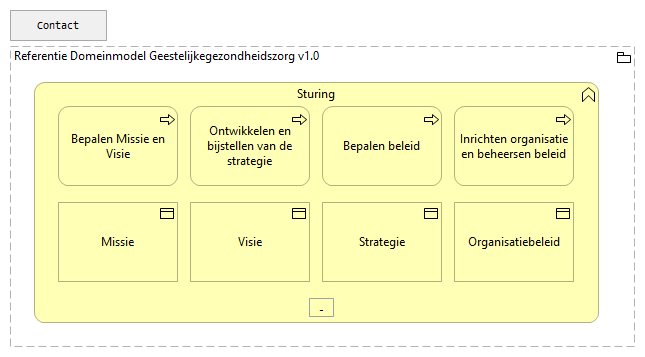 Contact
Referentie Domeinmodel Geestelijkegezondheidszorg v1.0
Sturing
Bepalen Missie en
Visie
Ontwikkelen en
bijstellen van de
strategie
Bepalen beleid
Inrichten organisatie
en beheersen beleid
Missie
Visie
Strategie
Organisatiebeleid
-